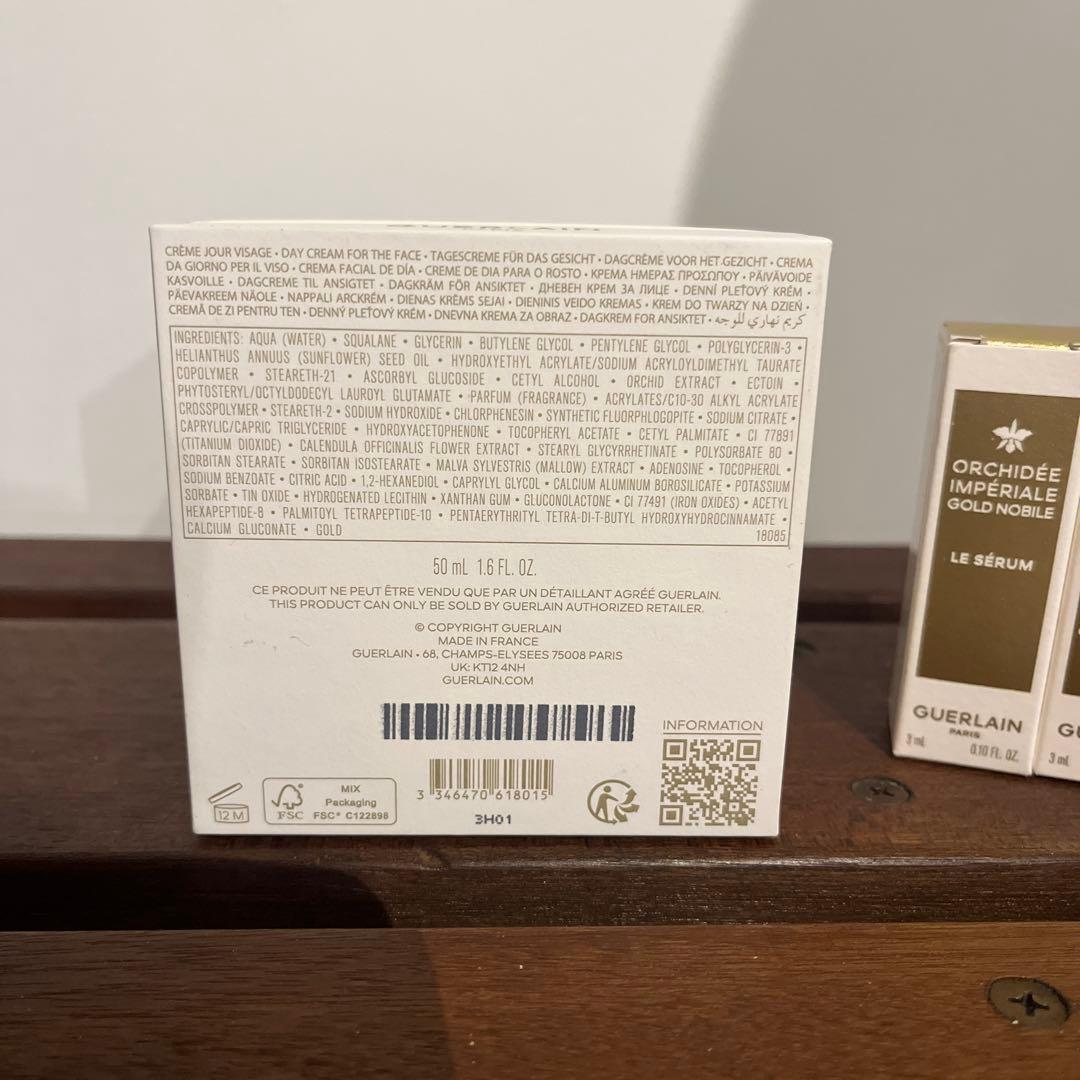 CRÈME JOUR VISAGE • DAY CREAM FOR THE FACE • TAGESCREME FÜR DAS GESICHT • DAGCRÈME VOOR HET GEZICHT • CREMA
DA GIORNO PER IL VISO • CREMA FACIAL DE DÍA • CREME DE DIA PARA O ROSTO • ΚΡΕΜΑ ΗΜΕΡΑΣ ΠΡΟΣΩΠΟΥ • PÄIVÄVOIDE
KASVOILLE • DAGCREME TIL ANSIGTET • DAGKRÄM FÖR ANSIKTET • ДНЕВЕН КРЕМ ЗА ЛИЦЕ • DENNÍ PLEŤOVÝ KRÉM •
PÄEVAKREEM NÄOLE • NAPPALI ARCKRÉM • DIENAS KRĒMS SEJAI • DIENINIS VEIDO KREMAS • KREM DO TWARZY NA DZIEŃ •
CREMĂ DE ZI PENTRU TEN • DENNÝ PLEŤOVÝ KRÉM • DNEVNA KREMA ZA OBRAZ • DAGKREM FOR ANSIKTET • كريم نهاري للوجه
INGREDIENTS: AQUA (WATER) • SQUALANE • GLYCERIN • BUTYLENE GLYCOL • PENTYLENE GLYCOL • POLYGLYCERIN-3 •
HELIANTHUS ANNUUS (SUNFLOWER) SEED OIL • HYDROXYETHYL ACRYLATE/SODIUM ACRYLOYLDIMETHYL TAURATE
COPOLYMER • STEARETH-21 • ASCORBYL GLUCOSIDE • CETYL ALCOHOL • ORCHID EXTRACT • ECTOIN •
PHYTOSTERYL/OCTYLDODECYL LAUROYL GLUTAMATE • PARFUM (FRAGRANCE) • ACRYLATES/C10-30 ALKYL ACRYLATE
CROSSPOLYMER • STEARETH-2 • SODIUM HYDROXIDE • CHLORPHENESIN • SYNTHETIC FLUORPHLOGOPITE • SODIUM CITRATE •
CAPRYLIC/CAPRIC TRIGLYCERIDE • HYDROXYACETOPHENONE • TOCOPHERYL ACETATE • CETYL PALMITATE • CI 77891
(TITANIUM DIOXIDE) • CALENDULA OFFICINALIS FLOWER EXTRACT • STEARYL GLYCYRRHETINATE • POLYSORBATE 80 •
SORBITAN STEARATE • SORBITAN ISOSTEARATE • MALVA SYLVESTRIS (MALLOW) EXTRACT • ADENOSINE • TOCOPHEROL •
SODIUM BENZOATE • CITRIC ACID • 1,2-HEXANEDIOL • CAPRYLYL GLYCOL • CALCIUM ALUMINUM BOROSILICATE • POTASSIUM
SORBATE • TIN OXIDE • HYDROGENATED LECITHIN • XANTHAN GUM • GLUCONOLACTONE • CI 77491 (IRON OXIDES) • ACETYL
HEXAPEPTIDE-8 • PALMITOYL TETRAPEPTIDE-10 • PENTAERYTHRITYL TETRA-DI-T-BUTYL HYDROXYHYDROCINNAMATE •
CALCIUM GLUCONATE • GOLD 18085
50 mL 1.6 FL. OZ.
CE PRODUIT NE PEUT ÊTRE VENDU QUE PAR UN DÉTAILLANT AGRÉÉ GUERLAIN.
THIS PRODUCT CAN ONLY BE SOLD BY GUERLAIN AUTHORIZED RETAILER.
© COPYRIGHT GUERLAIN
MADE IN FRANCE
GUERLAIN • 68, CHAMPS-ELYSEES 75008 PARIS
UK: KT12 4NH
GUERLAIN.COM
INFORMATION
12 M
FSC
MIX
Packaging
FSC® C122898
3 346470 618015
3H01
ORCHIDÉE
IMPÉRIALE
GOLD NOBILE
LE SÉRUM
GUERLAIN
PARIS
3 mL 0.10 FL. OZ.
3 mL